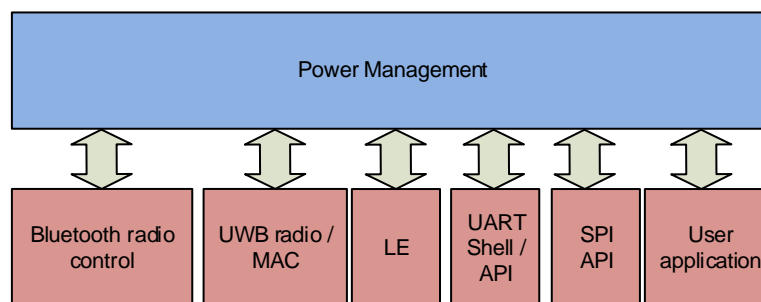 Power Management
Bluetooth radio
control
UWB radio /
MAC
LE
UART
Shell /
API
SPI
API
User
application